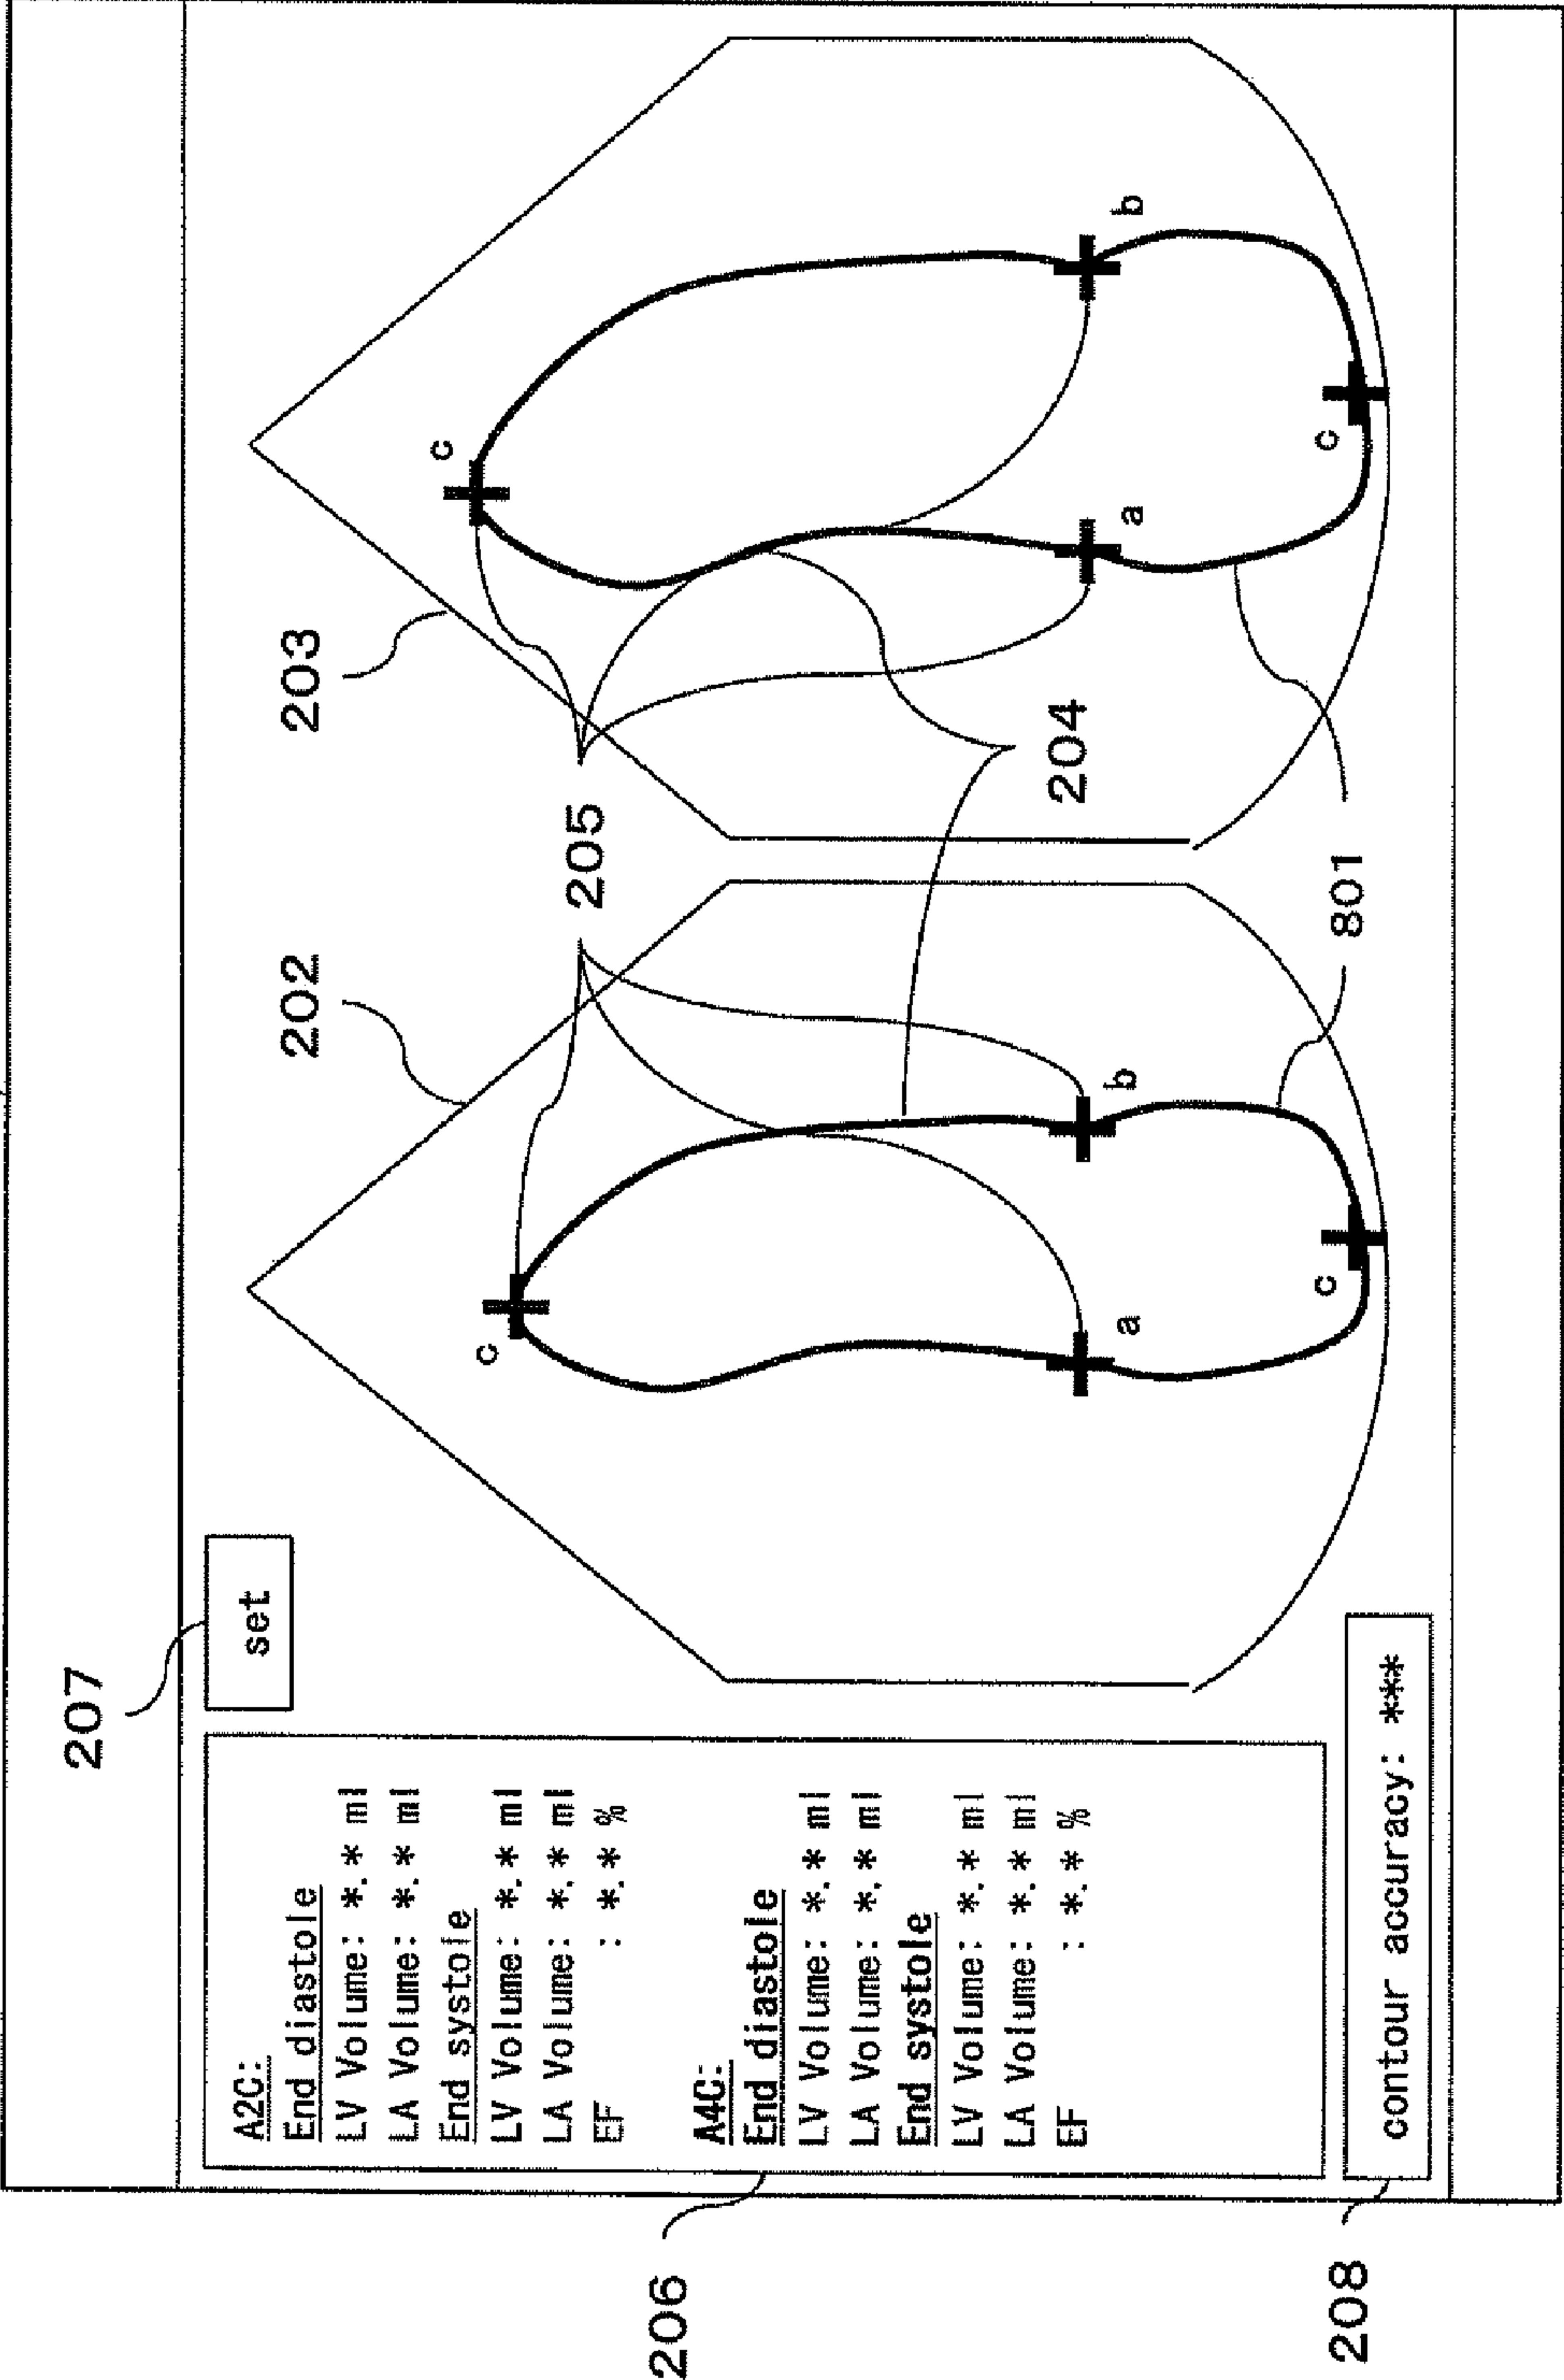 207
206
A2C:
End diastole
LV Volume: *.* ml
LA Volume: *.* ml
End systole
LV Volume: *.* ml
LA Volume: *.* ml
EF : *.* %
A4C:
End diastole
LV Volume: *.* ml
LA Volume: *.* ml
End systole
LV Volume: *.* ml
LA Volume: *.* ml
EF : *.* %
208
contour accuracy: ***
set
202
203
205
204
801
c
a
b
c
c
a
b
c